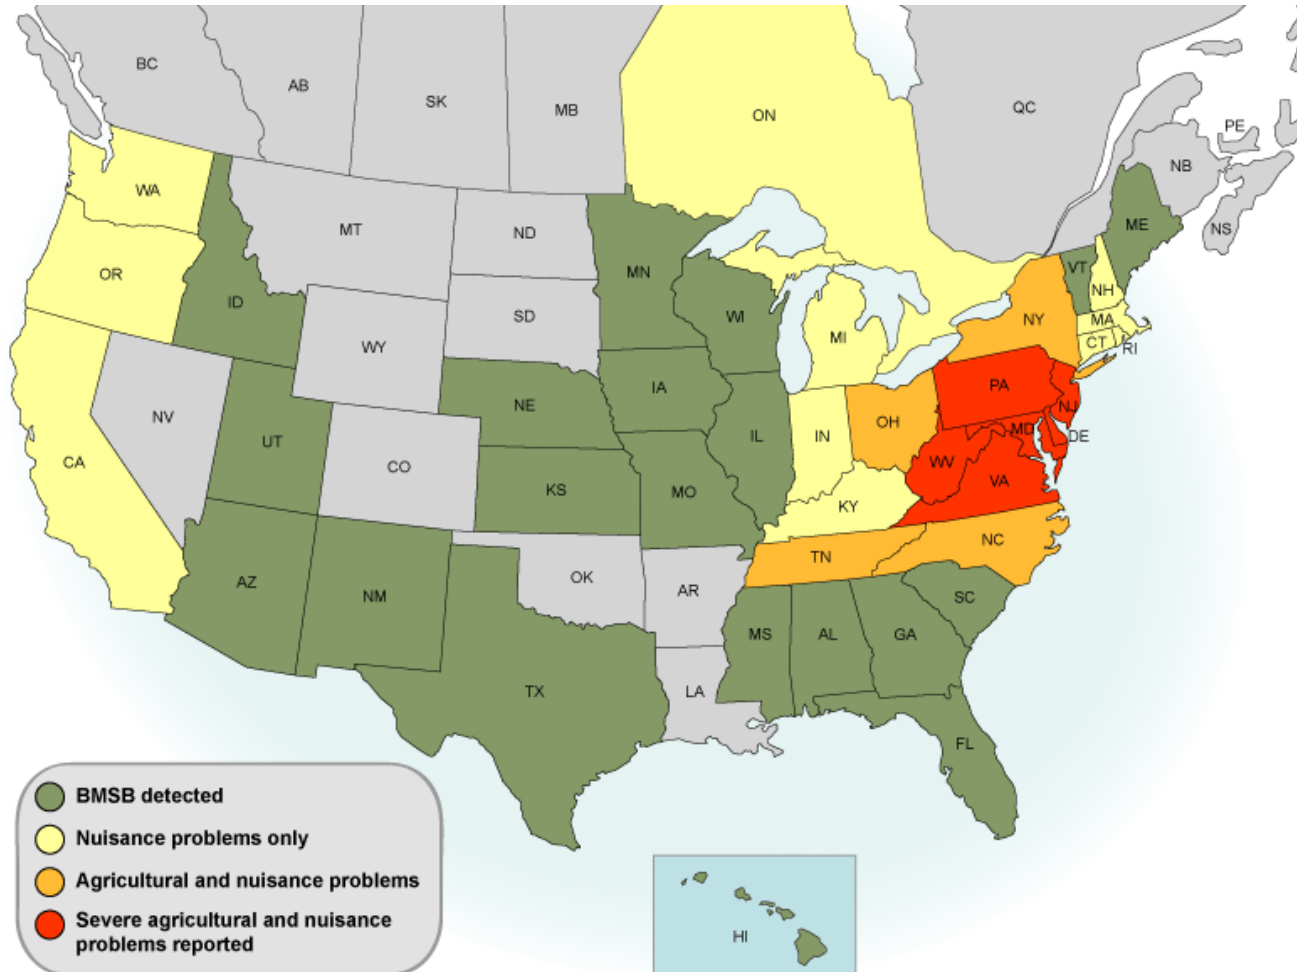 BC
AB
SK
MB
ON
QC
PE
NB
NS
WA
MT
ND
MN
ME
VT
NH
OR
ID
SD
WI
MI
NY
MA
CT
RI
WY
IA
PA
NJ
NV
UT
NE
IL
IN
OH
MD
DE
CA
CO
KS
MO
WV
VA
KY
AZ
NM
OK
AR
TN
NC
SC
MS
AL
GA
TX
LA
FL
HI
BMSB detected
Nuisance problems only
Agricultural and nuisance problems
Severe agricultural and nuisance
problems reported